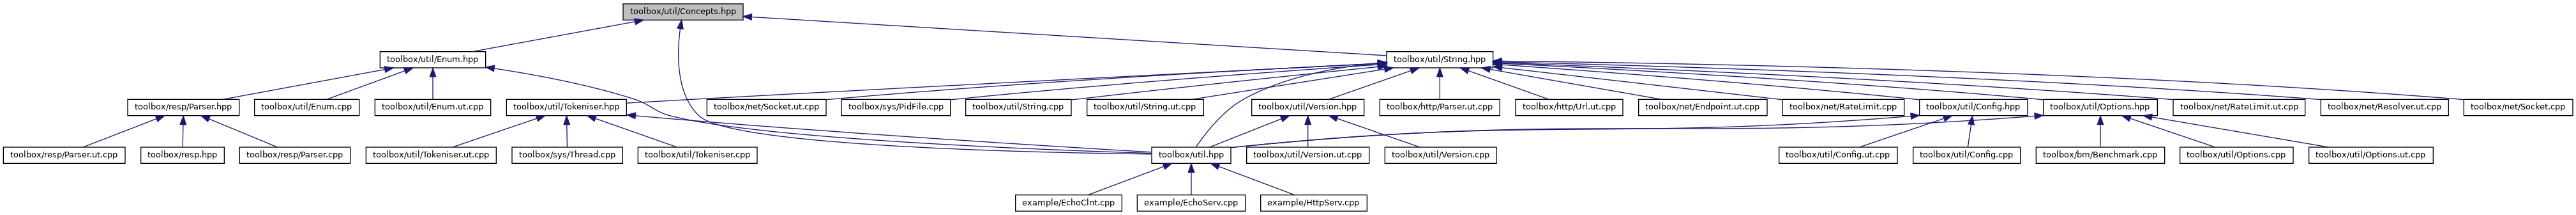 toolbox/util/Concepts.hpp
toolbox/util/Enum.hpp
toolbox/util/String.hpp
toolbox/resp/Parser.hpp
toolbox/util/Enum.cpp
toolbox/util/Enum.ut.cpp
toolbox/util/Tokeniser.hpp
toolbox/net/Socket.ut.cpp
toolbox/sys/PidFile.cpp
toolbox/util/String.cpp
toolbox/util/String.ut.cpp
toolbox/util/Version.hpp
toolbox/http/Parser.ut.cpp
toolbox/http/Url.ut.cpp
toolbox/net/Endpoint.ut.cpp
toolbox/net/RateLimit.cpp
toolbox/util/Config.hpp
toolbox/util/Options.hpp
toolbox/net/RateLimit.ut.cpp
toolbox/net/Resolver.ut.cpp
toolbox/net/Socket.cpp
toolbox/resp/Parser.ut.cpp
toolbox/resp.hpp
toolbox/resp/Parser.cpp
toolbox/util/Tokeniser.ut.cpp
toolbox/sys/Thread.cpp
toolbox/util/Tokeniser.cpp
toolbox/util.hpp
toolbox/util/Version.ut.cpp
toolbox/util/Version.cpp
toolbox/util/Config.ut.cpp
toolbox/util/Config.cpp
toolbox/bm/Benchmark.cpp
toolbox/util/Options.cpp
toolbox/util/Options.ut.cpp
example/EchoClnt.cpp
example/EchoServ.cpp
example/HttpServ.cpp